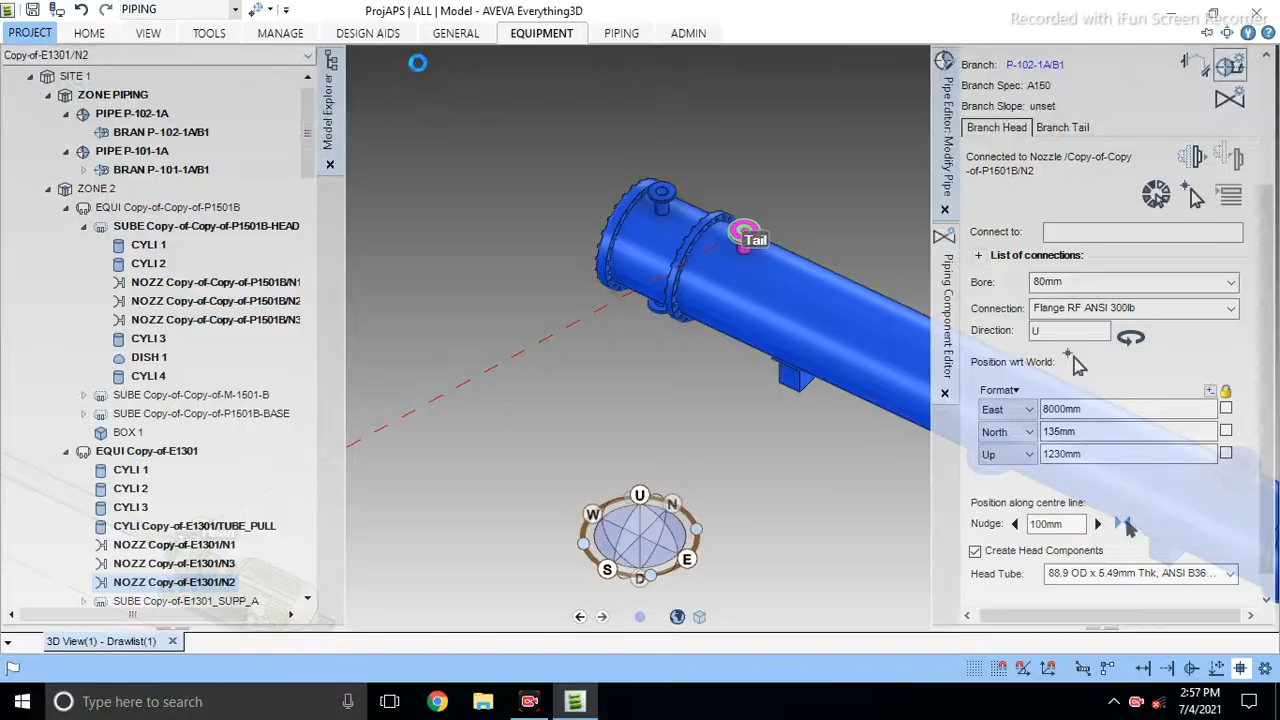 PIPING
ProjAPS | ALL | Model - AVEVA Everything3D
Recorded with iFun Screen Recorder
PROJECT HOME VIEW TOOLS MANAGE DESIGN AIDS GENERAL EQUIPMENT PIPING ADMIN
Copy-of-E1301/N2
SITE 1
ZONE PIPING
PIPE P-102-1A
BRAN P-102-1A/B1
PIPE P-101-1A
BRAN P-101-1A/B1
ZONE 2
EQUI Copy-of-Copy-of-P1501B
SUBE Copy-of-Copy-of-P1501B-HEAD
CYLI 1
CYLI 2
NOZZ Copy-of-Copy-of-P1501B/N1
NOZZ Copy-of-Copy-of-P1501B/N2
NOZZ Copy-of-Copy-of-P1501B/N3
CYLI 3
DISH 1
CYLI 4
SUBE Copy-of-Copy-of-M-1501-B
SUBE Copy-of-Copy-of-P1501B-BASE
BOX 1
EQUI Copy-of-E1301
CYLI 1
CYLI 2
CYLI 3
CYLI Copy-of-E1301/TUBE_PULL
NOZZ Copy-of-E1301/N1
NOZZ Copy-of-E1301/N3
NOZZ Copy-of-E1301/N2
SUBE Copy-of-E1301_SUPP_A
Model Explorer
Tail
U
N
W
E
S
D
Pipe Editor: Modify Pipe
Piping Component Editor
Branch: P-102-1A/B1
Branch Spec: A150
Branch Slope: unset
Branch Head Branch Tail
Connected to Nozzle /Copy-of-Copy
-of-P1501B/N2
Connect to:
List of connections:
Bore: 80mm
Connection: Flange RF ANSI 300lb
Direction: U
Position wrt World:
Format
East 8000mm
North 135mm
Up 1230mm
Position along centre line:
Nudge: 100mm
Create Head Components
Head Tube: 88.9 OD x 5.49mm Thk, ANSI B36...
3D View(1) - Drawlist(1)
Type here to search
2:57 PM
7/4/2021